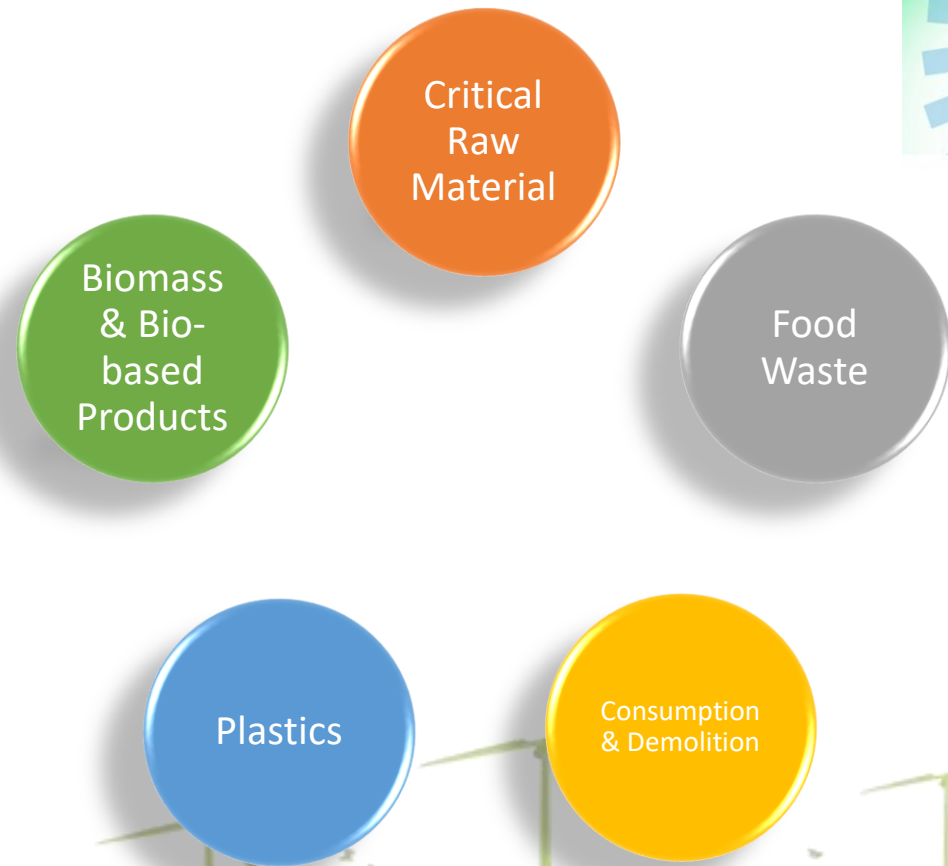 Critical
Raw
Material
Biomass
& Bio-
based
Products
Food
Waste
Plastics
Consumption
& Demolition